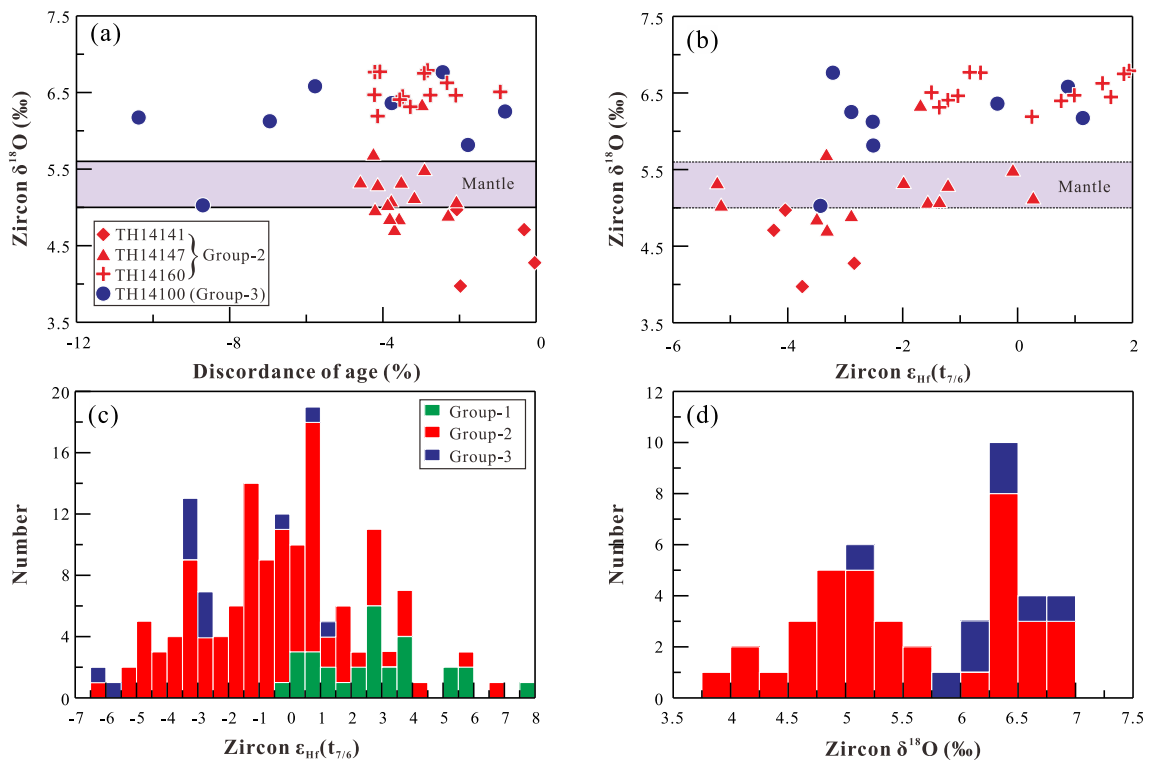 (a)
7.5
6.5
5.5
4.5
3.5
Zircon δ¹⁸O (‰)
Mantle
TH14141
TH14147
TH14160
Group-2
TH14100 (Group-3)
-12
-8
-4
0
Discordance of age (%)
(b)
7.5
6.5
5.5
4.5
3.5
Zircon δ¹⁸O (‰)
Mantle
-6
-4
-2
0
2
Zircon ε_Hf(t_7/6)
(c)
20
16
12
8
4
0
Number
Group-1
Group-2
Group-3
-7 -6 -5 -4 -3 -2 -1 0 1 2 3 4 5 6 7 8
Zircon ε_Hf(t_7/6)
(d)
12
10
8
6
4
2
0
Number
3.5 4 4.5 5 5.5 6 6.5 7 7.5
Zircon δ¹⁸O (‰)